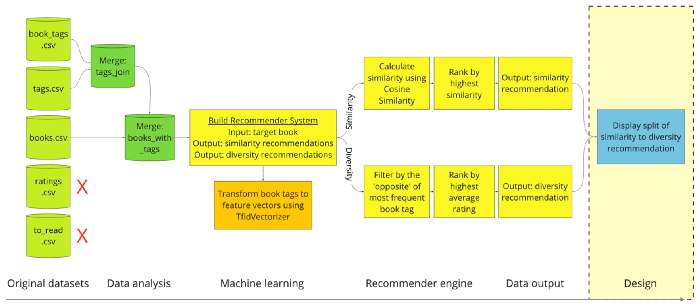 book_tags
.csv
tags.csv
books.csv
ratings
.csv
X
to_read
.csv
X
Merge:
tags_join
Merge:
books_with
_tags
Build Recommender System
Input: target book
Output: similarity recommendations
Output: diversity recommendations
Transform book tags to
feature vectors using
TfidVectorizer
Similarity
Diversity
Calculate
similarity using
Cosine
Similarity
Rank by
highest
similarity
Output: similarity
recommendation
Filter by the
'opposite' of
most frequent
book tag
Rank by
highest
average
rating
Output: diversity
recommendation
Display split of
similarity to diversity
recommendation
Original datasets
Data analysis
Machine learning
Recommender engine
Data output
Design